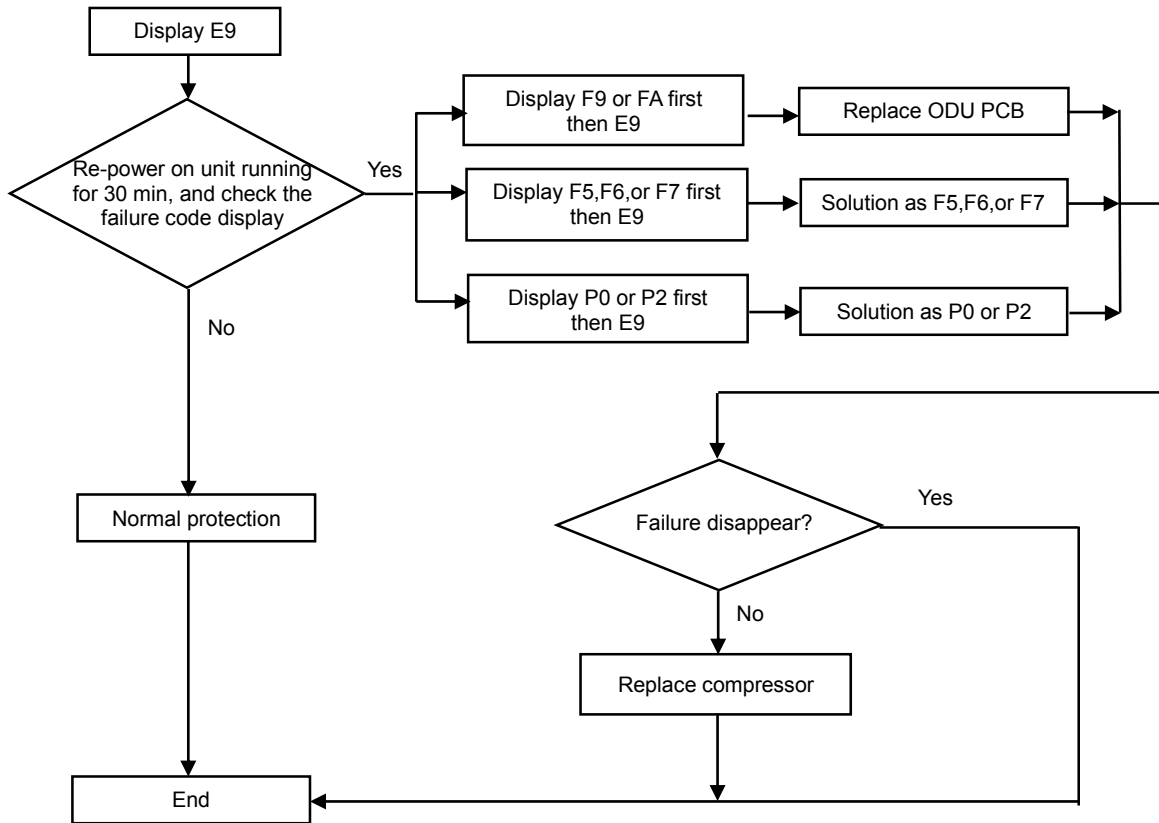 Display E9
Display F9 or FA first
then E9
Replace ODU PCB
Re-power on unit running
for 30 min, and check the
failure code display
Yes
Display F5,F6,or F7 first
then E9
Solution as F5,F6,or F7
Display P0 or P2 first
then E9
Solution as P0 or P2
No
Normal protection
Failure disappear?
Yes
No
Replace compressor
End